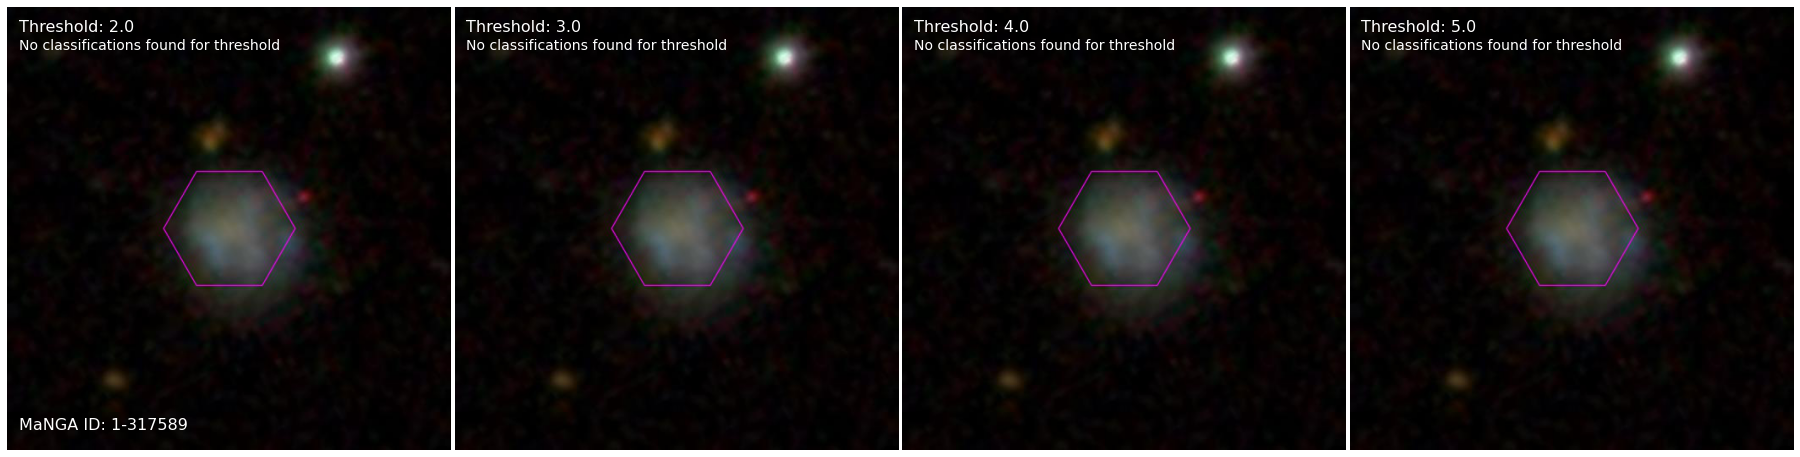 Threshold: 2.0
No classifications found for threshold
MaNGA ID: 1-317589
Threshold: 3.0
No classifications found for threshold
Threshold: 4.0
No classifications found for threshold
Threshold: 5.0
No classifications found for threshold